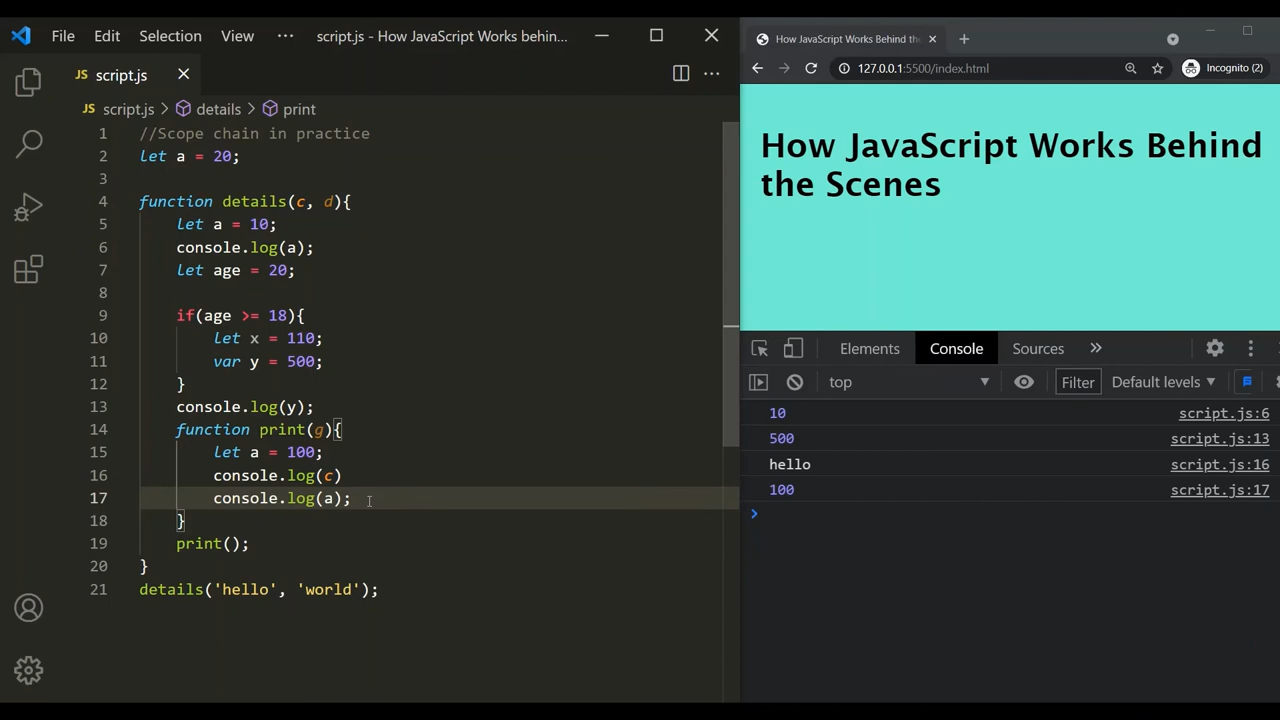 File Edit Selection View ··· script.js - How JavaScript Works behin...
JS script.js
JS script.js > details > print
1 //Scope chain in practice
2 let a = 20;
3
4 function details(c, d){
5 let a = 10;
6 console.log(a);
7 let age = 20;
8
9 if(age >= 18){
10 let x = 110;
11 var y = 500;
12 }
13 console.log(y);
14 function print(g){
15 let a = 100;
16 console.log(c)
17 console.log(a);
18 }
19 print();
20 }
21 details('hello', 'world');
How JavaScript Works Behind the
127.0.0.1:5500/index.html Incognito (2)
How JavaScript Works Behind
the Scenes
Elements Console Sources »
top Filter Default levels
10 script.js:6
500 script.js:13
hello script.js:16
100 script.js:17
>